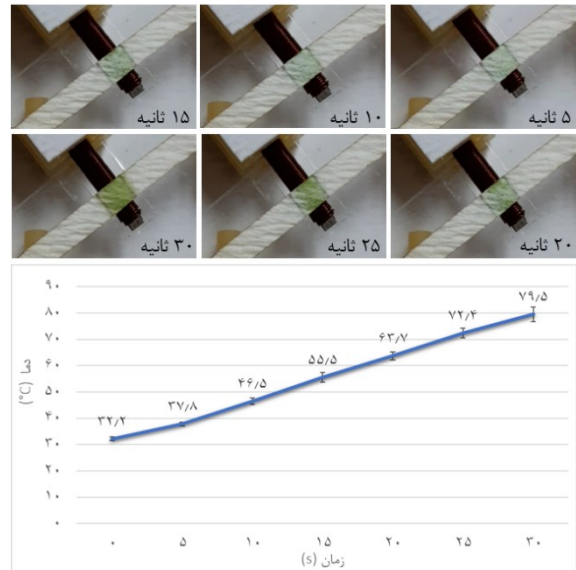 ۵ ثانیه
۱۰ ثانیه
۱۵ ثانیه
۲۰ ثانیه
۲۵ ثانیه
۳۰ ثانیه
دما (°C)
۹۰
۸۰
۷۰
۶۰
۵۰
۴۰
۳۰
۲۰
۱۰
۰
۳۲٫۲
۳۷٫۸
۴۶٫۵
۵۵٫۵
۶۳٫۷
۷۲٫۴
۷۹٫۵
۰ ۵ ۱۰ ۱۵ ۲۰ ۲۵ ۳۰
زمان (s)